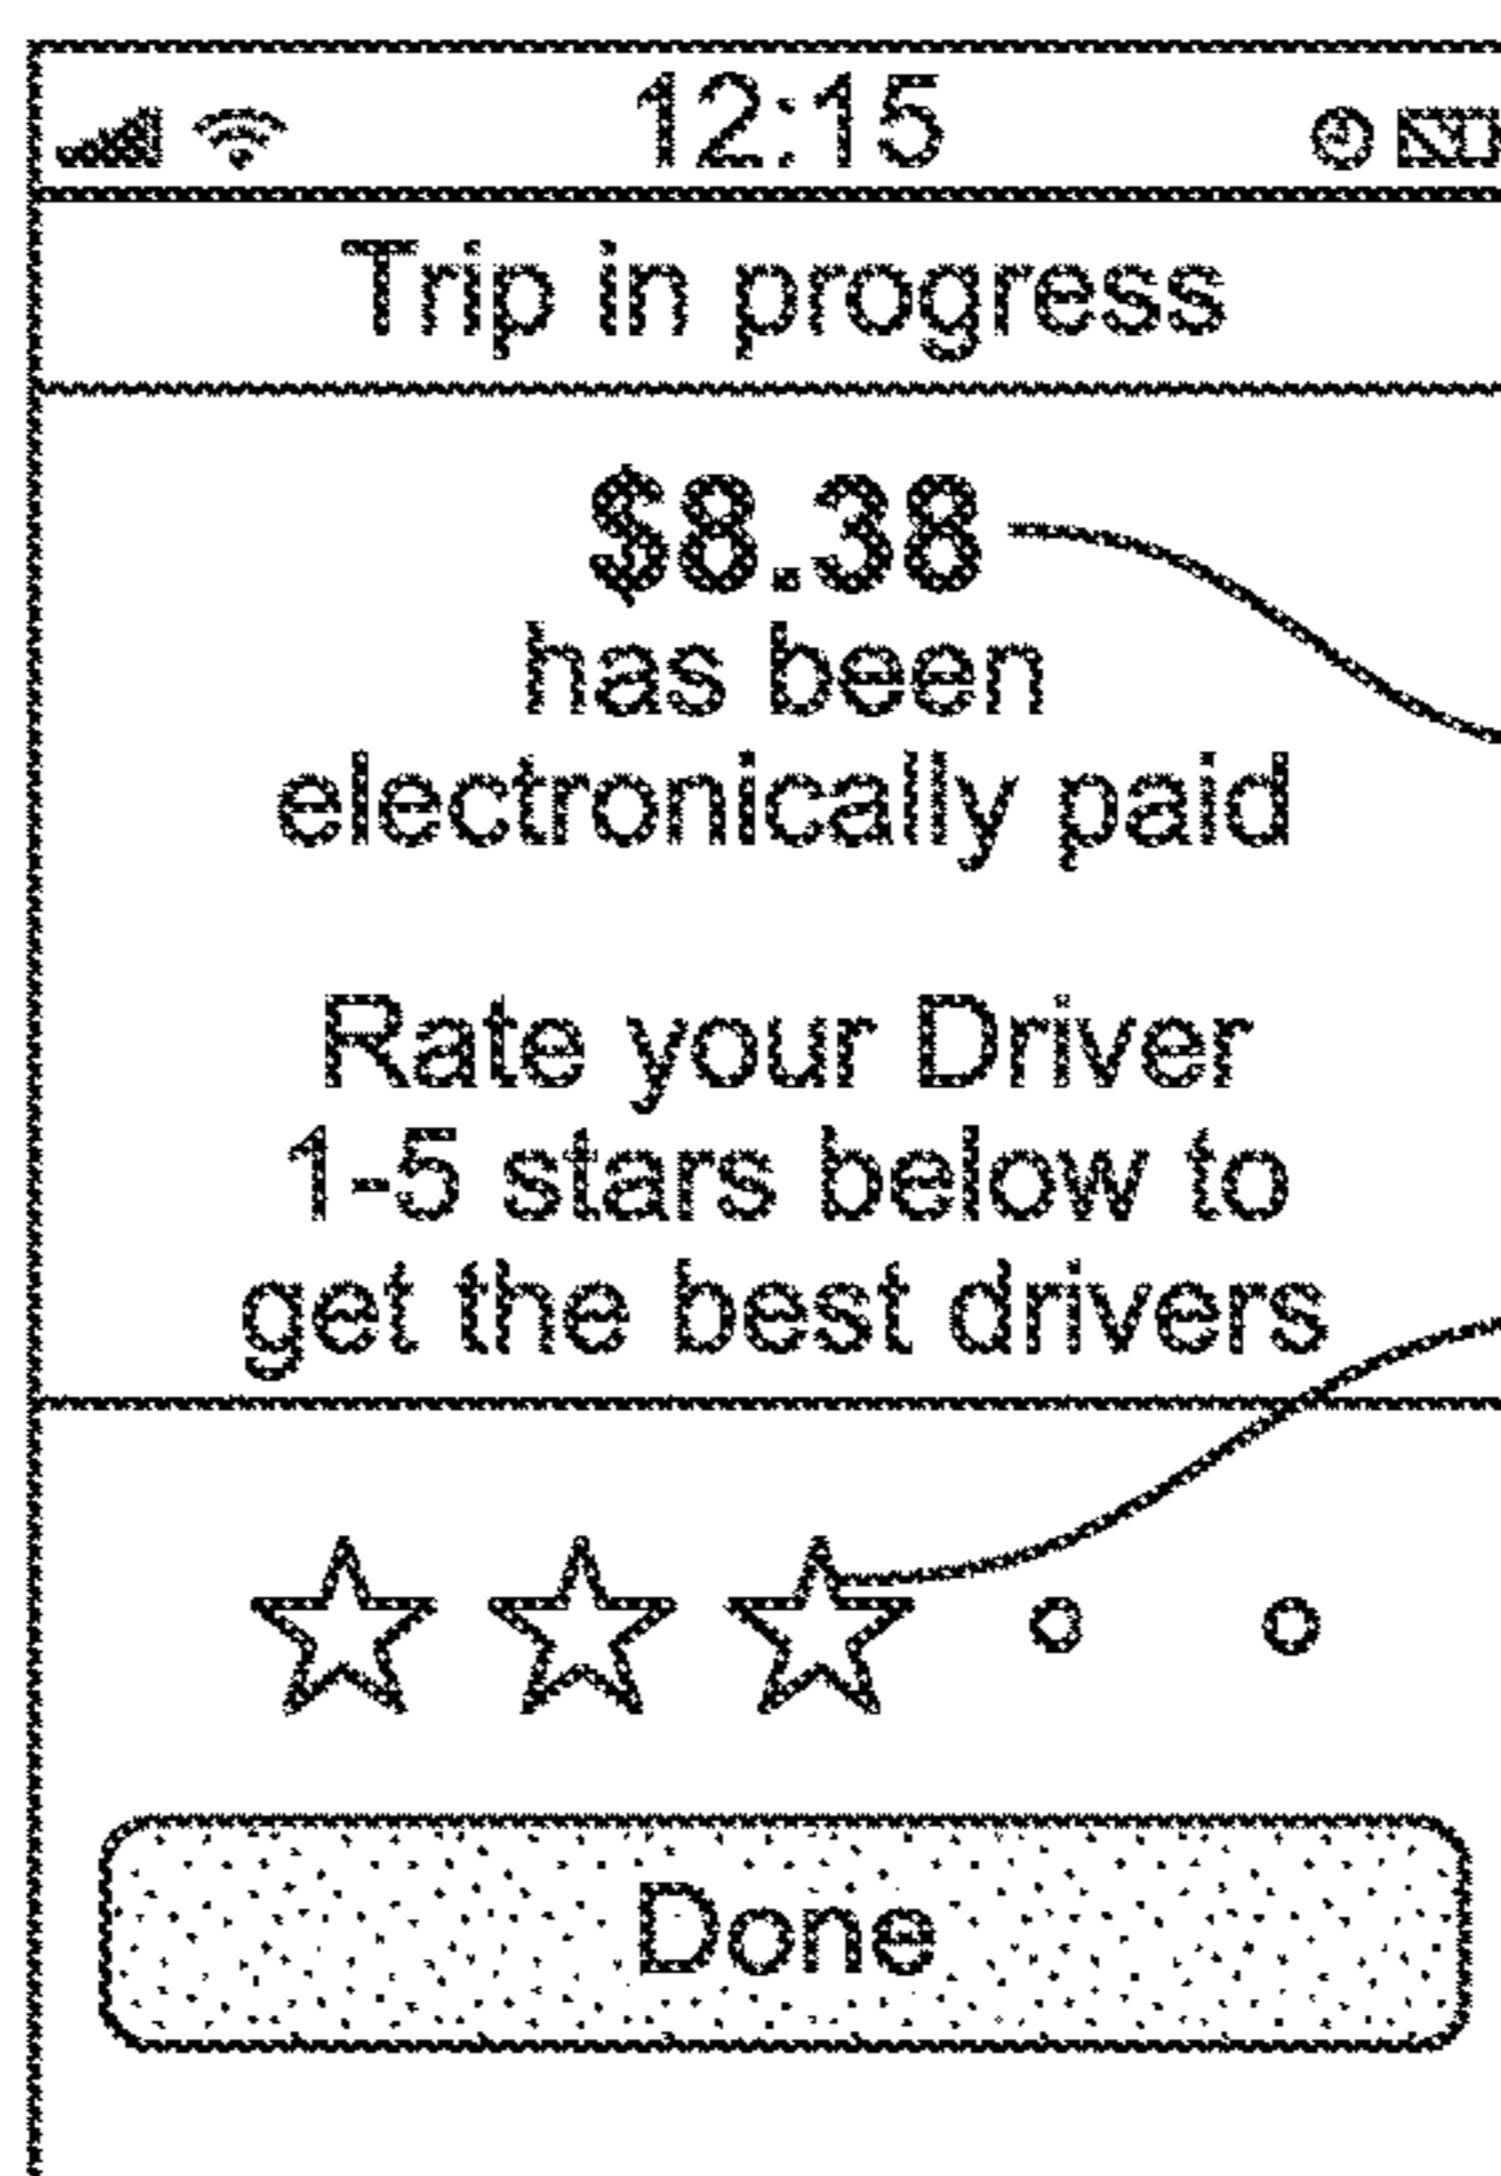 12:15
Trip in progress
$8.38
has been
electronically paid
Rate your Driver
1-5 stars below to
get the best drivers
Done